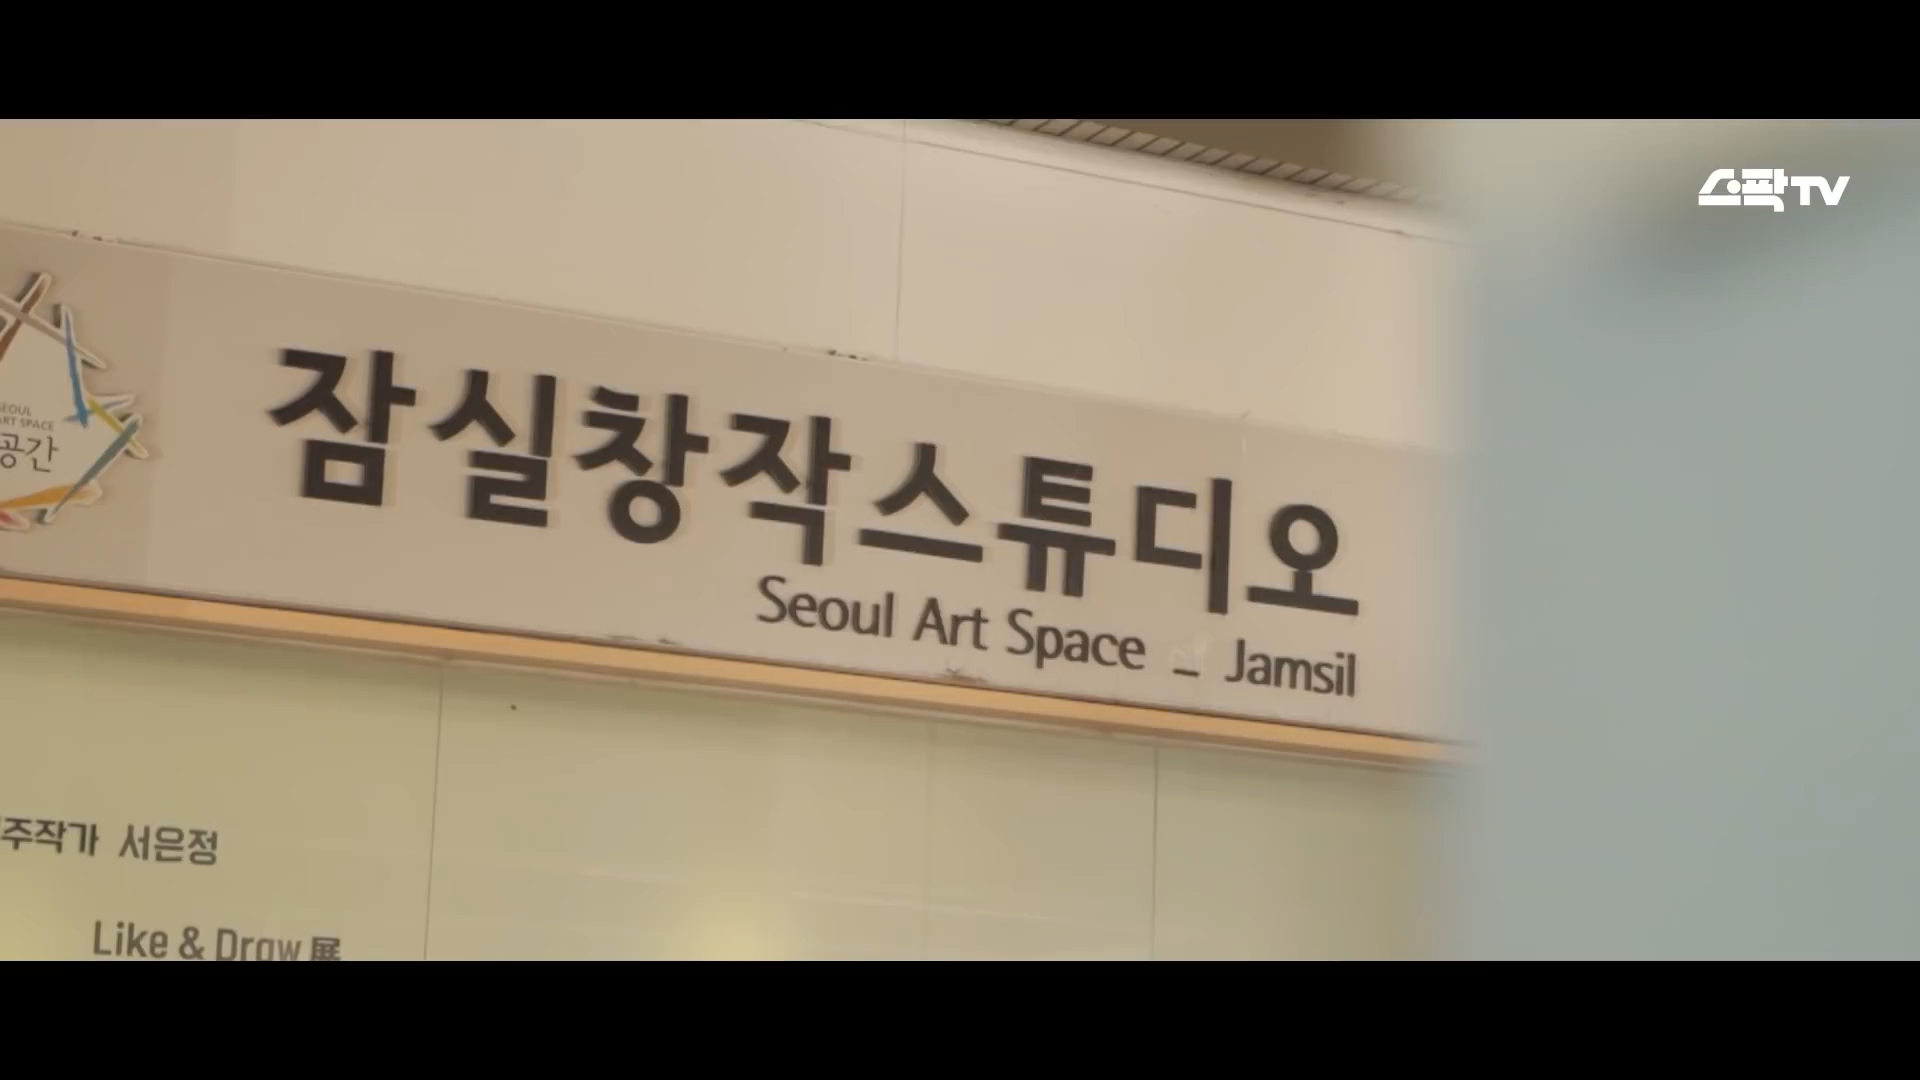 스팍TV
SEOUL
ART SPACE
공간
잠실창작스튜디오
Seoul Art Space _ Jamsil
주작가 서은정
Like & Draw 展